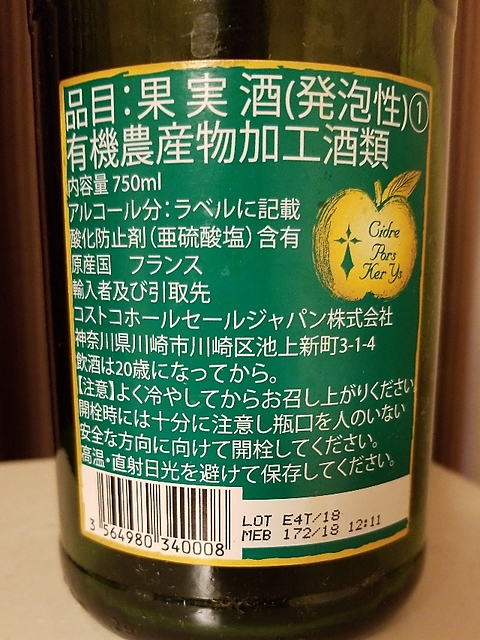 品目:果実酒(発泡性)①
有機農産物加工酒類
内容量 750ml
アルコール分:ラベルに記載
酸化防止剤(亜硫酸塩)含有
原産国 フランス
輸入者及び引取先
コストコホールセールジャパン株式会社
神奈川県川崎市川崎区池上新町3-1-4
飲酒は20歳になってから。
【注意】よく冷やしてからお召し上がりください
開栓時には十分に注意し瓶口を人のいない
安全な方向に向けて開栓してください。
高温・直射日光を避けて保存してください。
Cidre
Pors
Ker Ys
3 564980 340008
LOT E4T/18
MEB 172/18 12:11